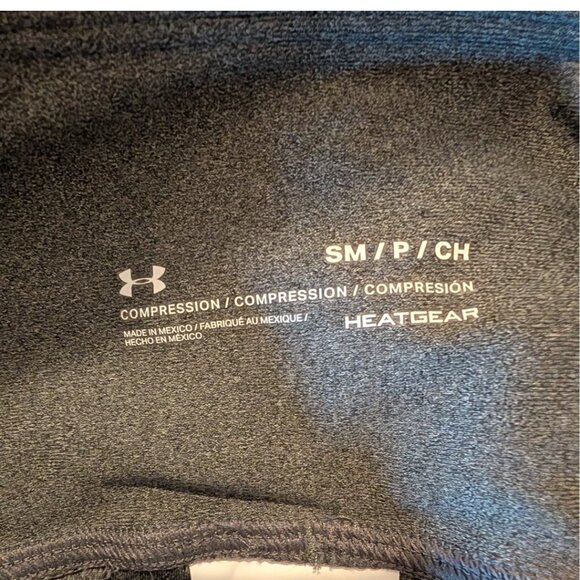 SM / P / CH
COMPRESSION / COMPRESSION / COMPRESIÓN
MADE IN MEXICO / FABRIQUÉ AU MEXIQUE /
HECHO EN MÉXICO
HEATGEAR